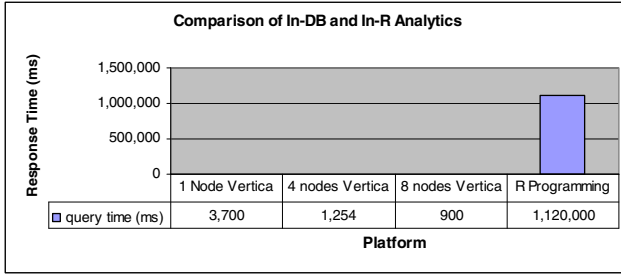 Comparison of In-DB and In-R Analytics
Response Time (ms)
1,500,000
1,000,000
500,000
0
1 Node Vertica 4 nodes Vertica 8 nodes Vertica R Programming
query time (ms) 3,700 1,254 900 1,120,000
Platform